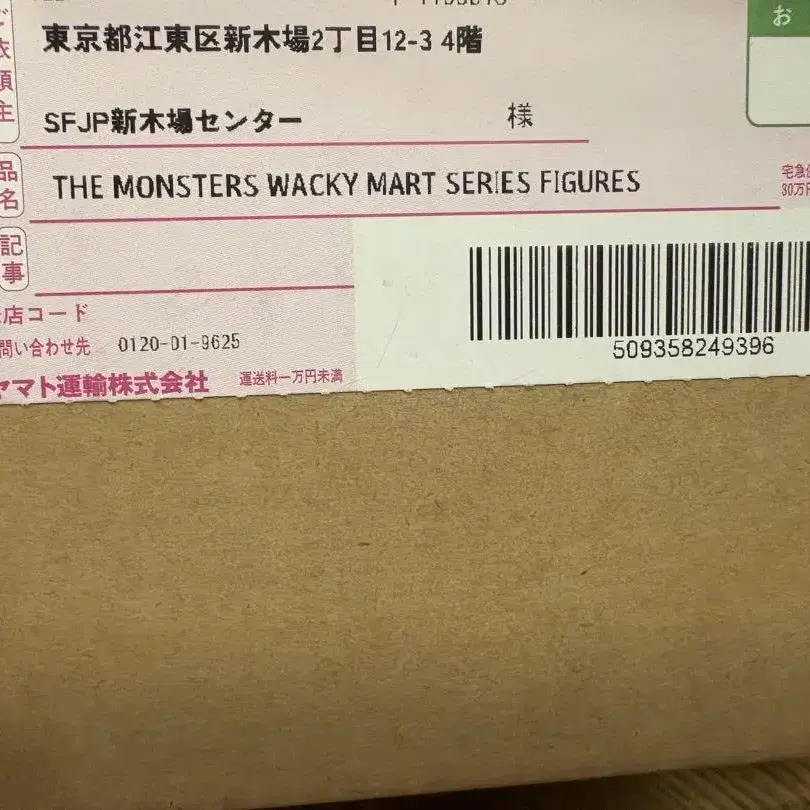 お
東京都江東区新木場2丁目12-3 4階
ご依頼主
SFJP新木場センター 様
品名
THE MONSTERS WACKY MART SERIES FIGURES
宅急
30万
記事
店コード
問い合わせ先 0120-01-9625
ヤマト運輸株式会社 運送料一万円未満
509358249396